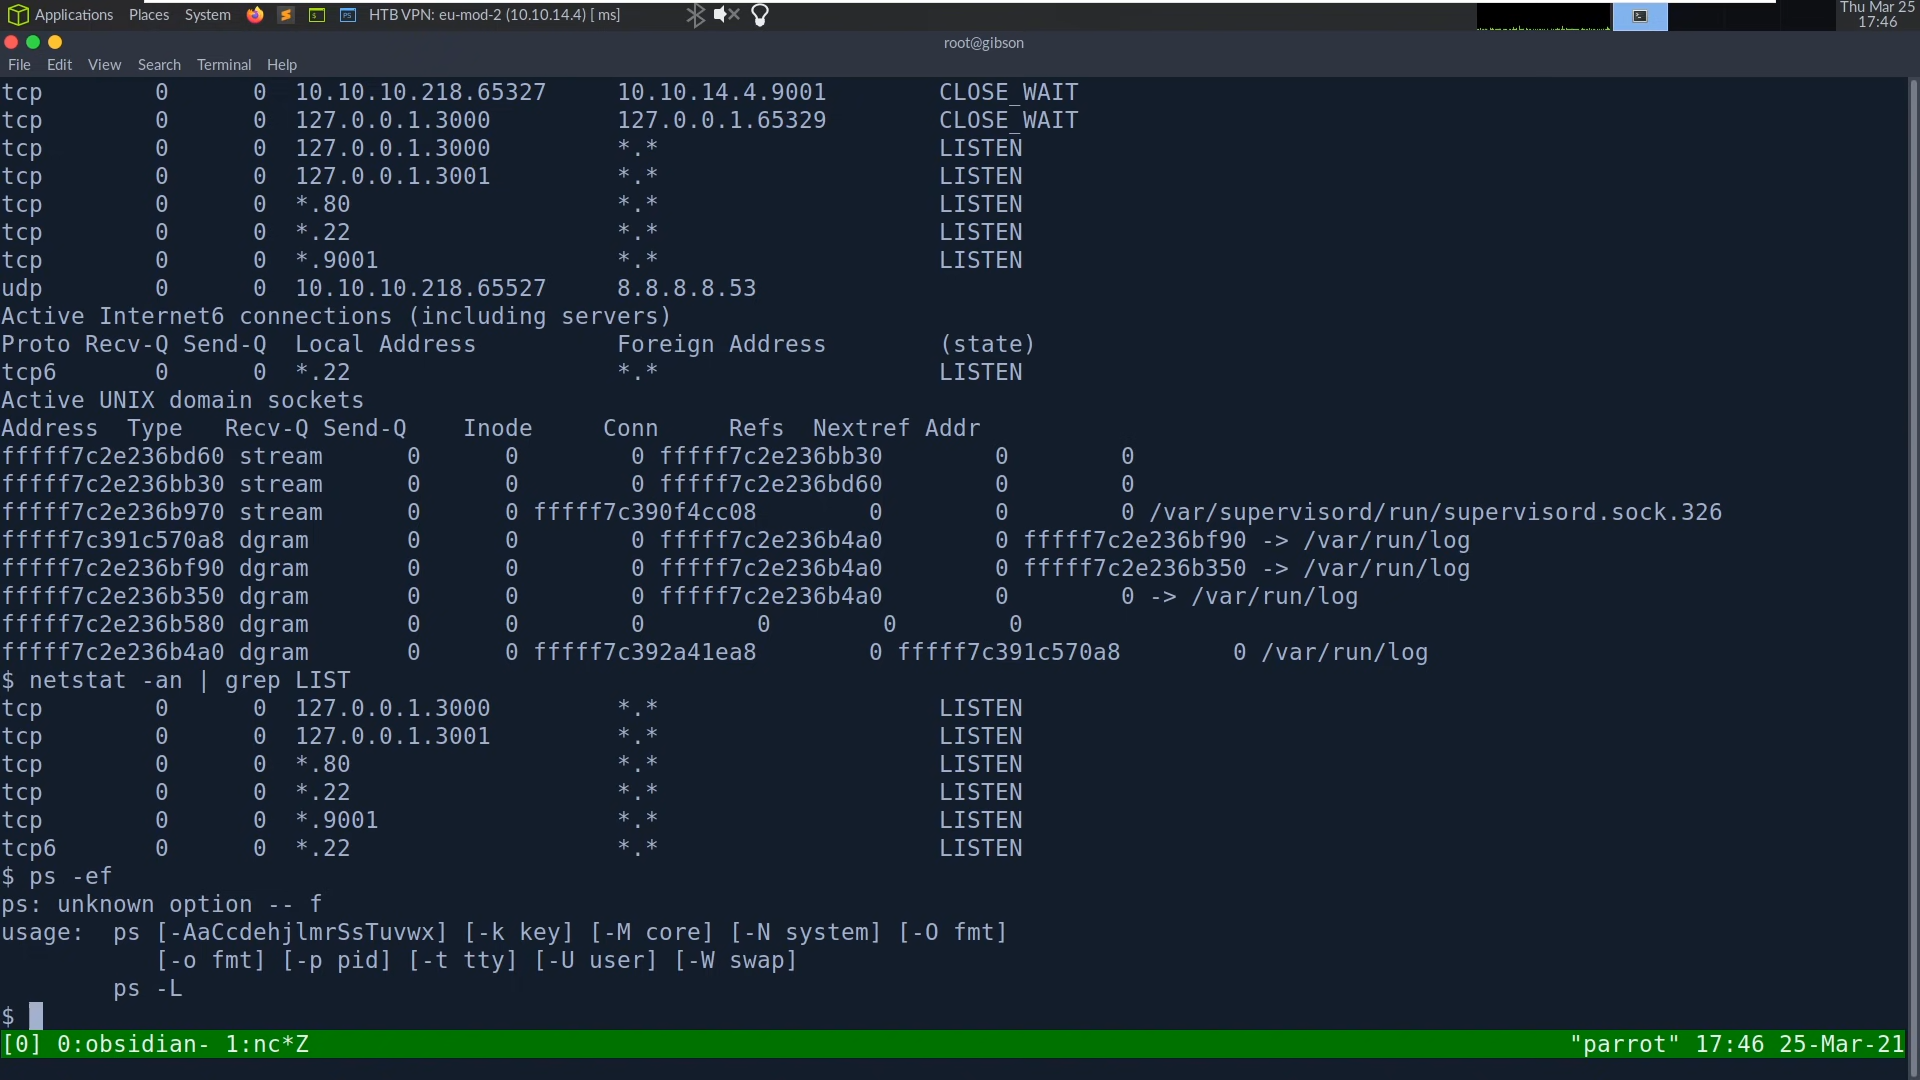 Applications Places System HTB VPN: eu-mod-2 (10.10.14.4) [ ms] Thu Mar 25
17:46
root@gibson
File Edit View Search Terminal Help
tcp 0 0 10.10.10.218.65327 10.10.14.4.9001 CLOSE_WAIT
tcp 0 0 127.0.0.1.3000 127.0.0.1.65329 CLOSE_WAIT
tcp 0 0 127.0.0.1.3000 *.* LISTEN
tcp 0 0 127.0.0.1.3001 *.* LISTEN
tcp 0 0 *.80 *.* LISTEN
tcp 0 0 *.22 *.* LISTEN
tcp 0 0 *.9001 *.* LISTEN
udp 0 0 10.10.10.218.65527 8.8.8.8.53
Active Internet6 connections (including servers)
Proto Recv-Q Send-Q Local Address Foreign Address (state)
tcp6 0 0 *.22 *.* LISTEN
Active UNIX domain sockets
Address Type Recv-Q Send-Q Inode Conn Refs Nextref Addr
fffff7c2e236bd60 stream 0 0 0 fffff7c2e236bb30 0 0
fffff7c2e236bb30 stream 0 0 0 fffff7c2e236bd60 0 0
fffff7c2e236b970 stream 0 0 fffff7c390f4cc08 0 0 0 /var/supervisord/run/supervisord.sock.326
fffff7c391c570a8 dgram 0 0 0 fffff7c2e236b4a0 0 fffff7c2e236bf90 -> /var/run/log
fffff7c2e236bf90 dgram 0 0 0 fffff7c2e236b4a0 0 fffff7c2e236b350 -> /var/run/log
fffff7c2e236b350 dgram 0 0 0 fffff7c2e236b4a0 0 0 -> /var/run/log
fffff7c2e236b580 dgram 0 0 0 0 0 0
fffff7c2e236b4a0 dgram 0 0 fffff7c392a41ea8 0 fffff7c391c570a8 0 /var/run/log
$ netstat -an | grep LIST
tcp 0 0 127.0.0.1.3000 *.* LISTEN
tcp 0 0 127.0.0.1.3001 *.* LISTEN
tcp 0 0 *.80 *.* LISTEN
tcp 0 0 *.22 *.* LISTEN
tcp 0 0 *.9001 *.* LISTEN
tcp6 0 0 *.22 *.* LISTEN
$ ps -ef
ps: unknown option -- f
usage: ps [-AaCcdehjlmrSsTuvwx] [-k key] [-M core] [-N system] [-O fmt]
[-o fmt] [-p pid] [-t tty] [-U user] [-W swap]
ps -L
$
[0] 0:obsidian- 1:nc*Z "parrot" 17:46 25-Mar-21